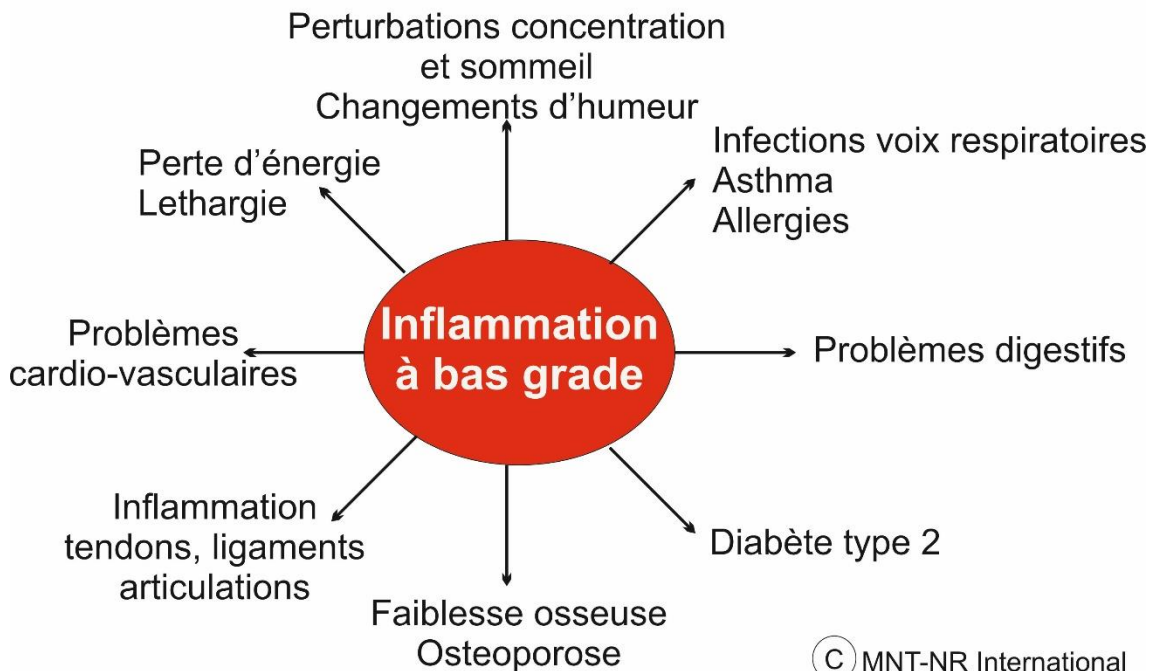 Perturbations concentration
et sommeil
Changements d'humeur
Infections voix respiratoires
Asthma
Allergies
Perte d'énergie
Lethargie
Inflammation
à bas grade
Problèmes
cardio-vasculaires
Problèmes digestifs
Inflammation
tendons, ligaments
articulations
Diabète type 2
Faiblesse osseuse
Osteoporose
C MNT-NR International